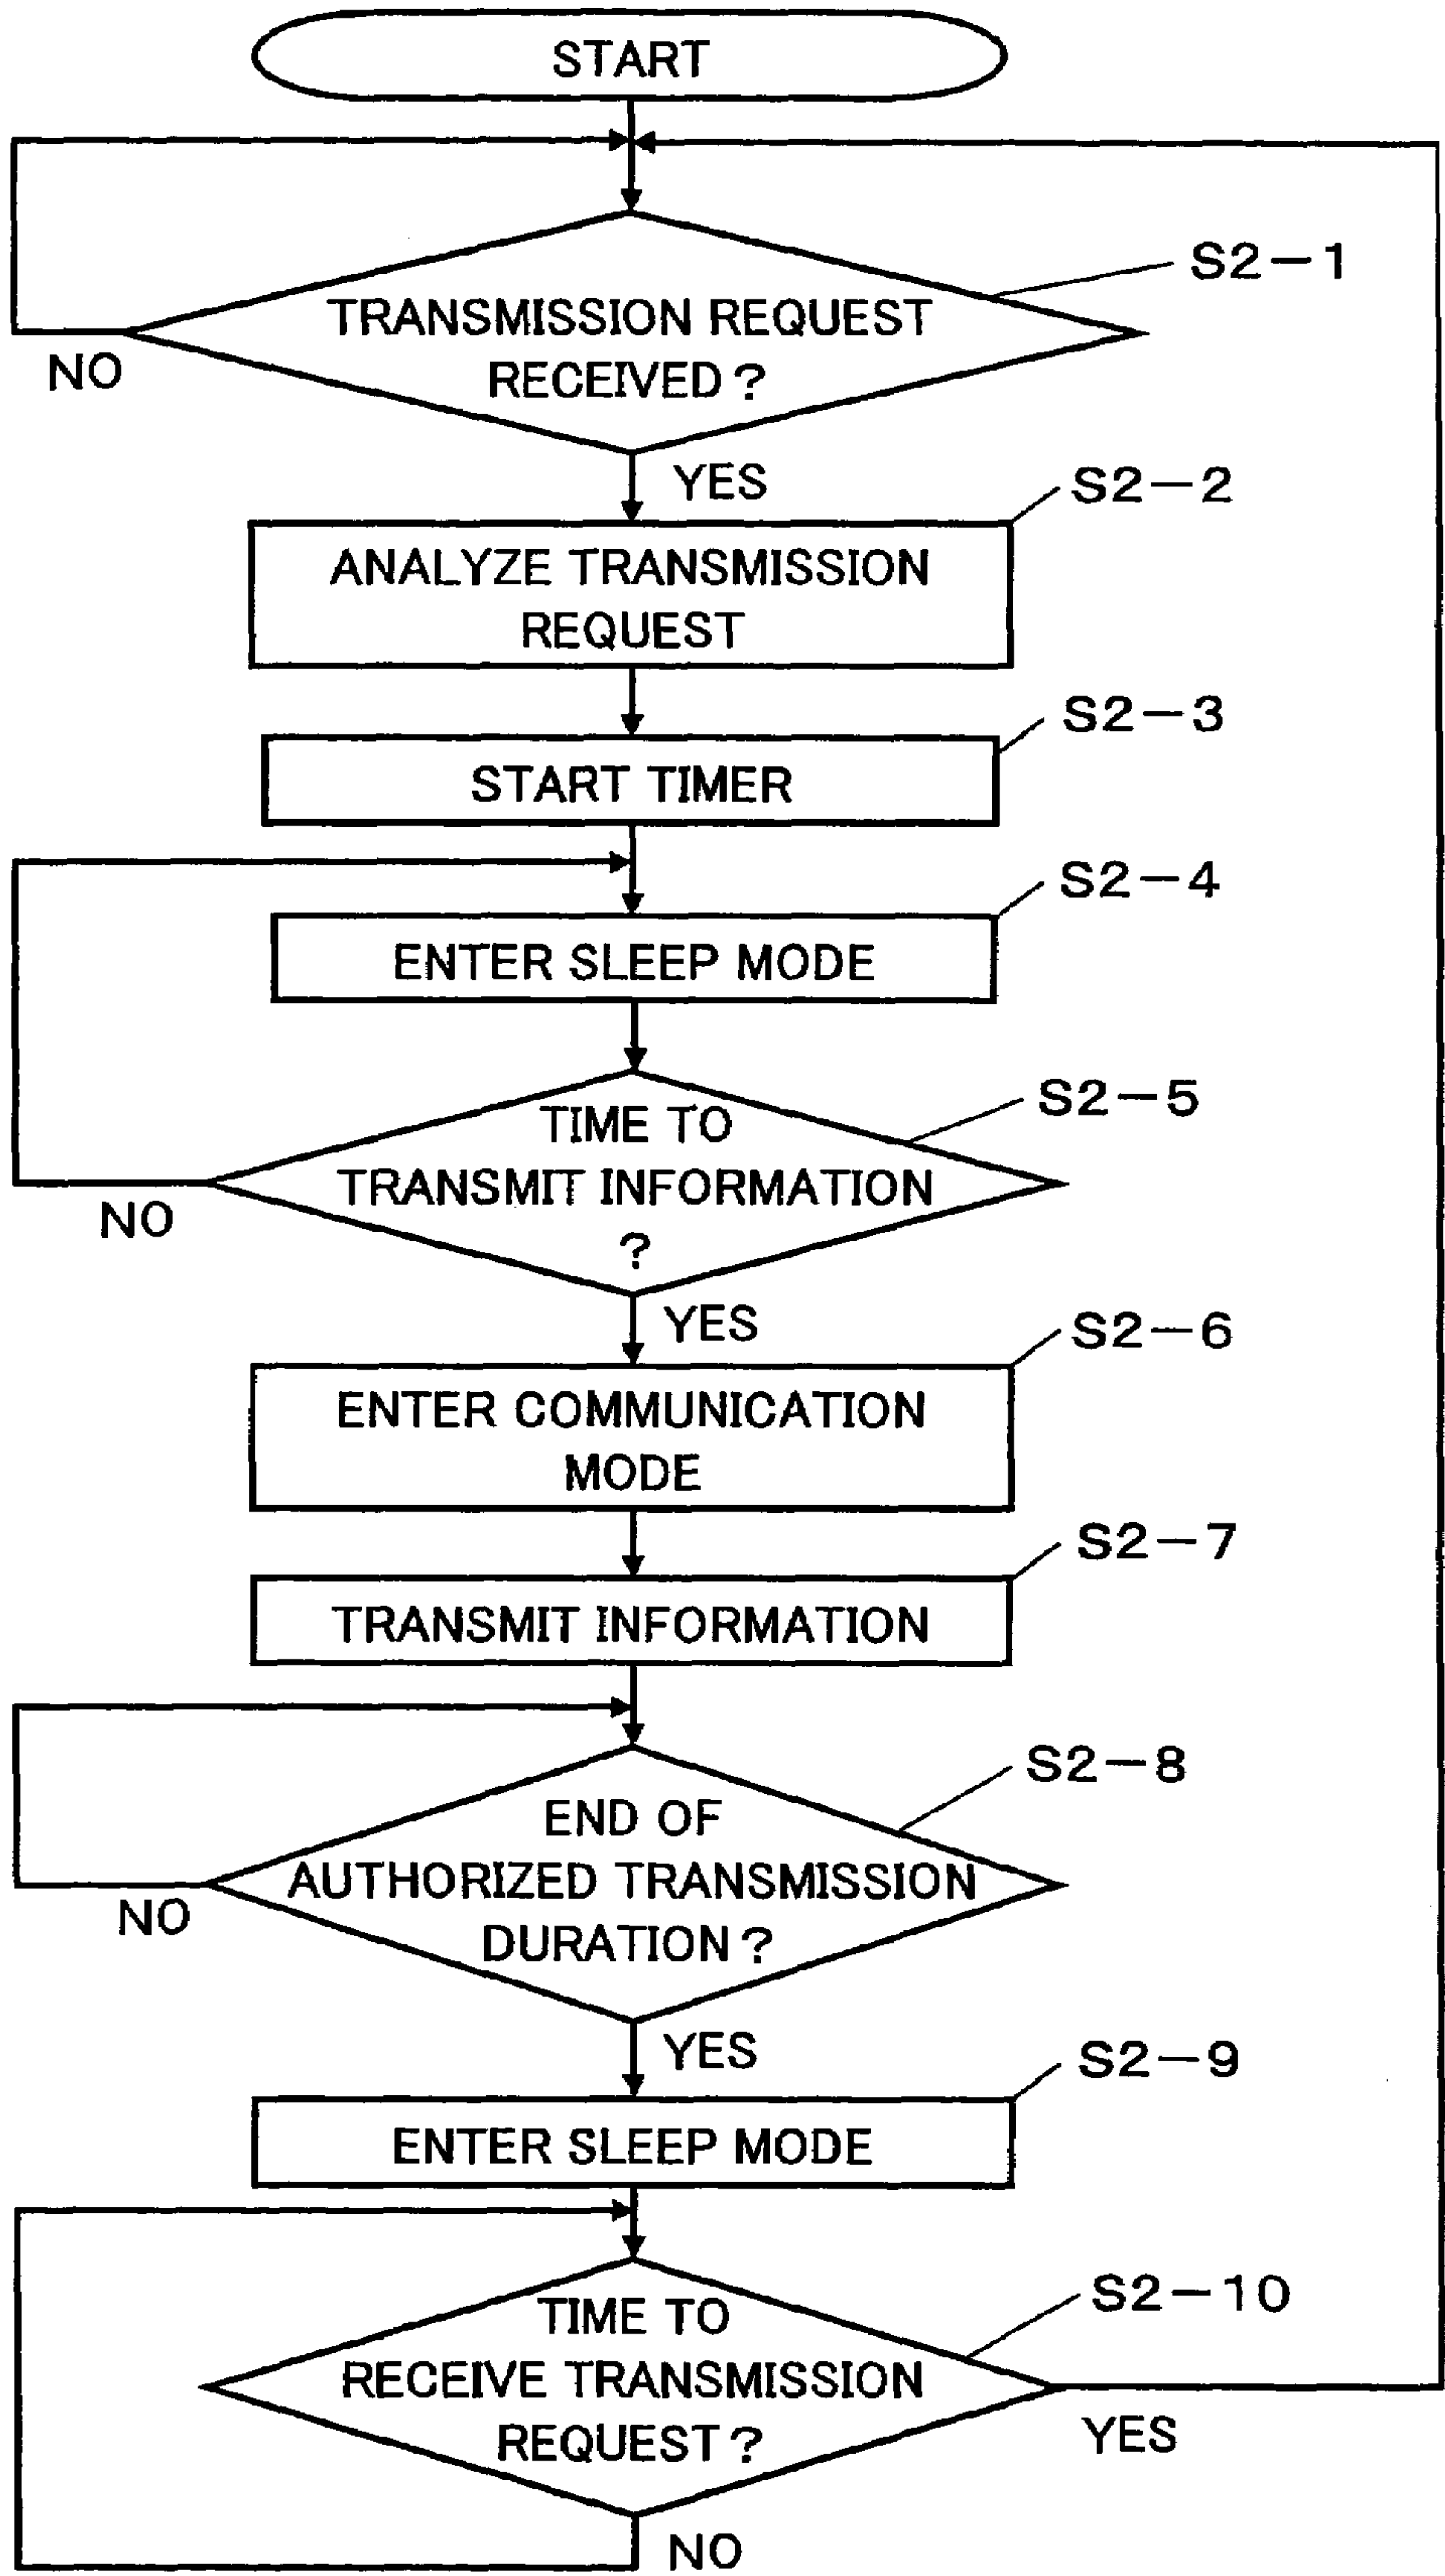 START
S2-1
TRANSMISSION REQUEST
RECEIVED?
NO
YES
S2-2
ANALYZE TRANSMISSION
REQUEST
S2-3
START TIMER
S2-4
ENTER SLEEP MODE
S2-5
TIME TO
TRANSMIT INFORMATION
?
NO
YES
S2-6
ENTER COMMUNICATION
MODE
S2-7
TRANSMIT INFORMATION
S2-8
END OF
AUTHORIZED TRANSMISSION
DURATION?
NO
YES
S2-9
ENTER SLEEP MODE
S2-10
TIME TO
RECEIVE TRANSMISSION
REQUEST?
YES
NO